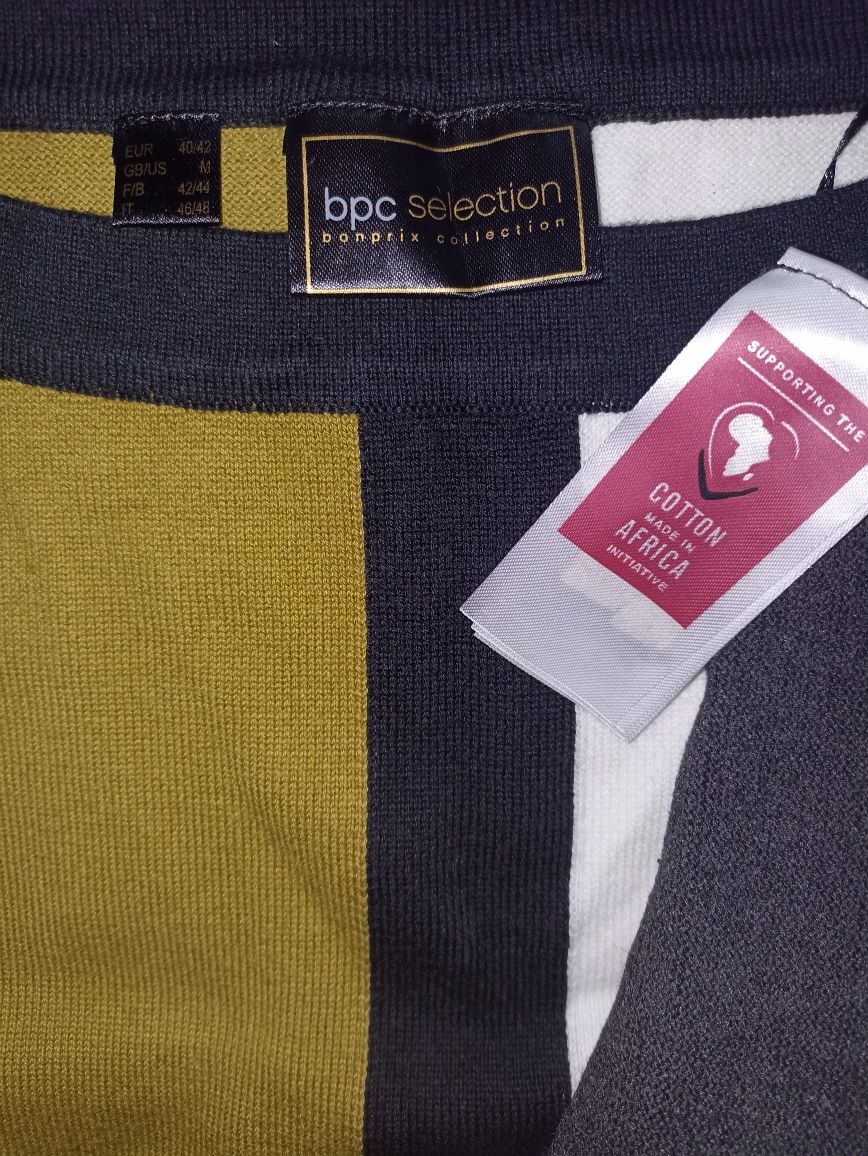 EUR 40/42
GB/US M
F/B 42/44
IT 46/48
bpc selection
bonprix collection
SUPPORTING THE
COTTON
MADE IN
AFRICA
INITIATIVE